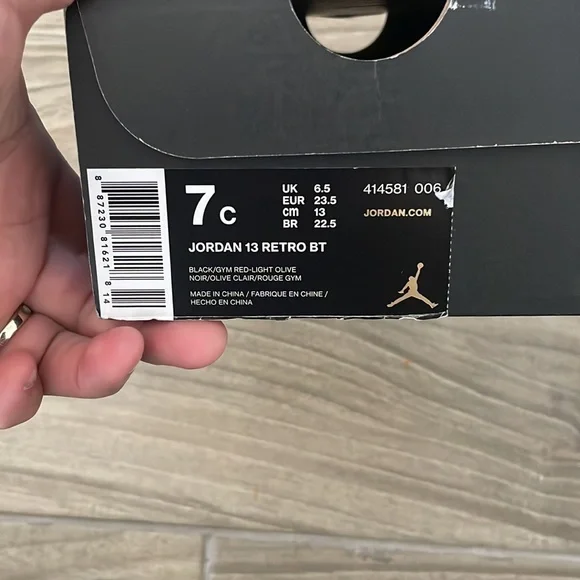 8 87230 81621 8 14
7c
UK 6.5
EUR 23.5
cm 13
BR 22.5
414581 006
JORDAN.COM
JORDAN 13 RETRO BT
BLACK/GYM RED-LIGHT OLIVE
NOIR/OLIVE CLAIR/ROUGE GYM
MADE IN CHINA / FABRIQUE EN CHINE /
HECHO EN CHINA